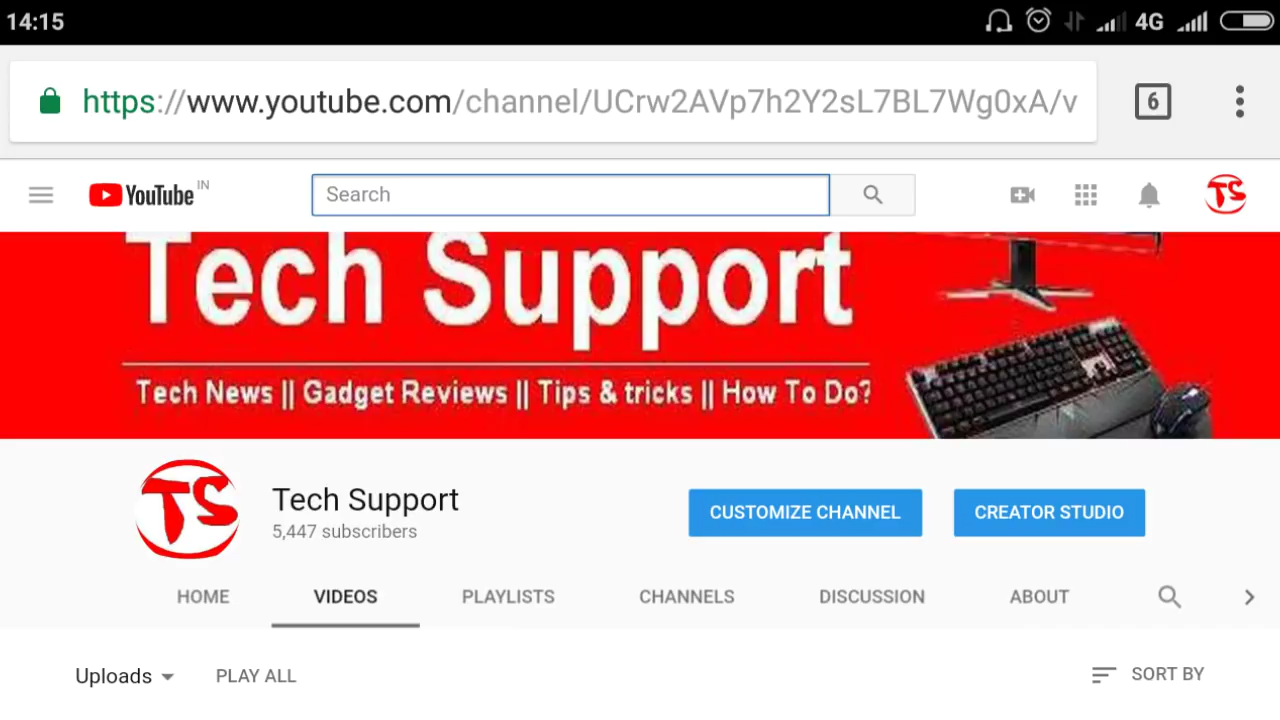 14:15 4G
https://www.youtube.com/channel/UCrw2AVp7h2Y2sL7BL7Wg0xA/v 6
YouTube IN Search TS
Tech Support
Tech News || Gadget Reviews || Tips & tricks || How To Do?
TS Tech Support CUSTOMIZE CHANNEL CREATOR STUDIO
5,447 subscribers
HOME VIDEOS PLAYLISTS CHANNELS DISCUSSION ABOUT
Uploads PLAY ALL SORT BY